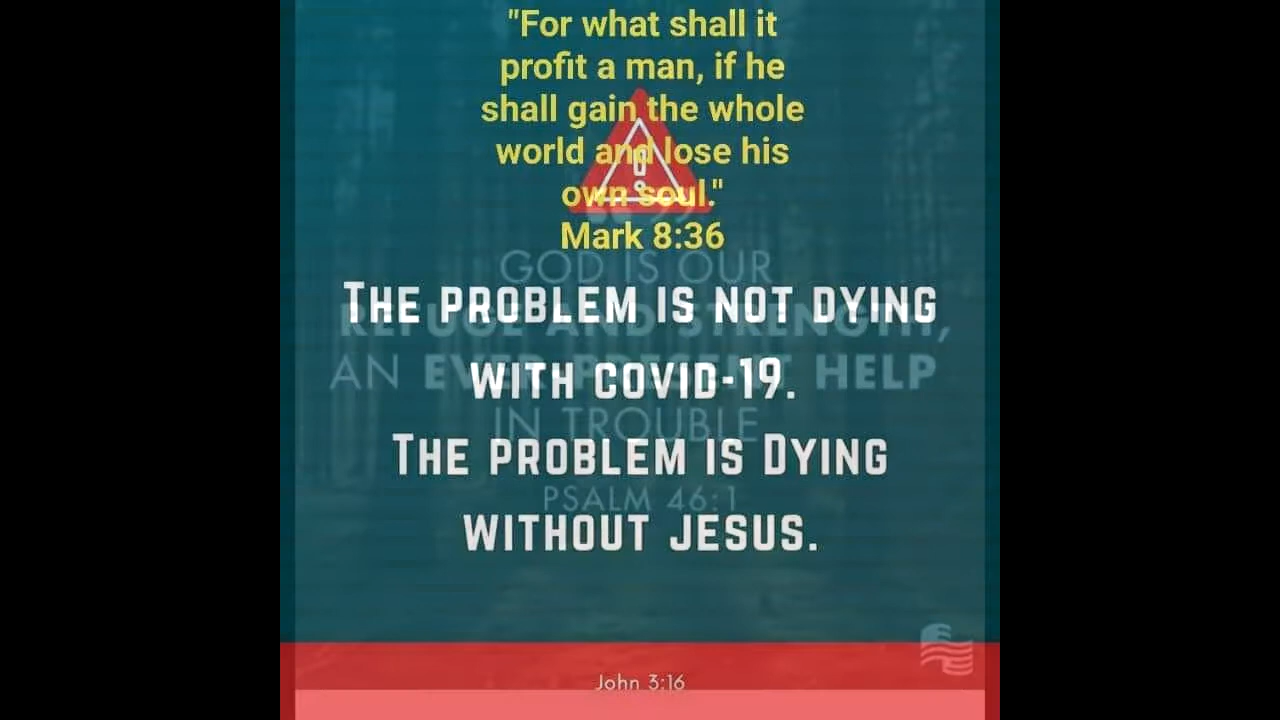 "For what shall it
profit a man, if he
shall gain the whole
world and lose his
own soul."
Mark 8:36
GOD IS OUR
THE PROBLEM IS NOT DYING
REFUGE AND STRENGTH,
AN EVER-PRESENT HELP
WITH COVID-19.
IN TROUBLE
THE PROBLEM IS DYING
PSALM 46:1
WITHOUT JESUS.
John 3:16